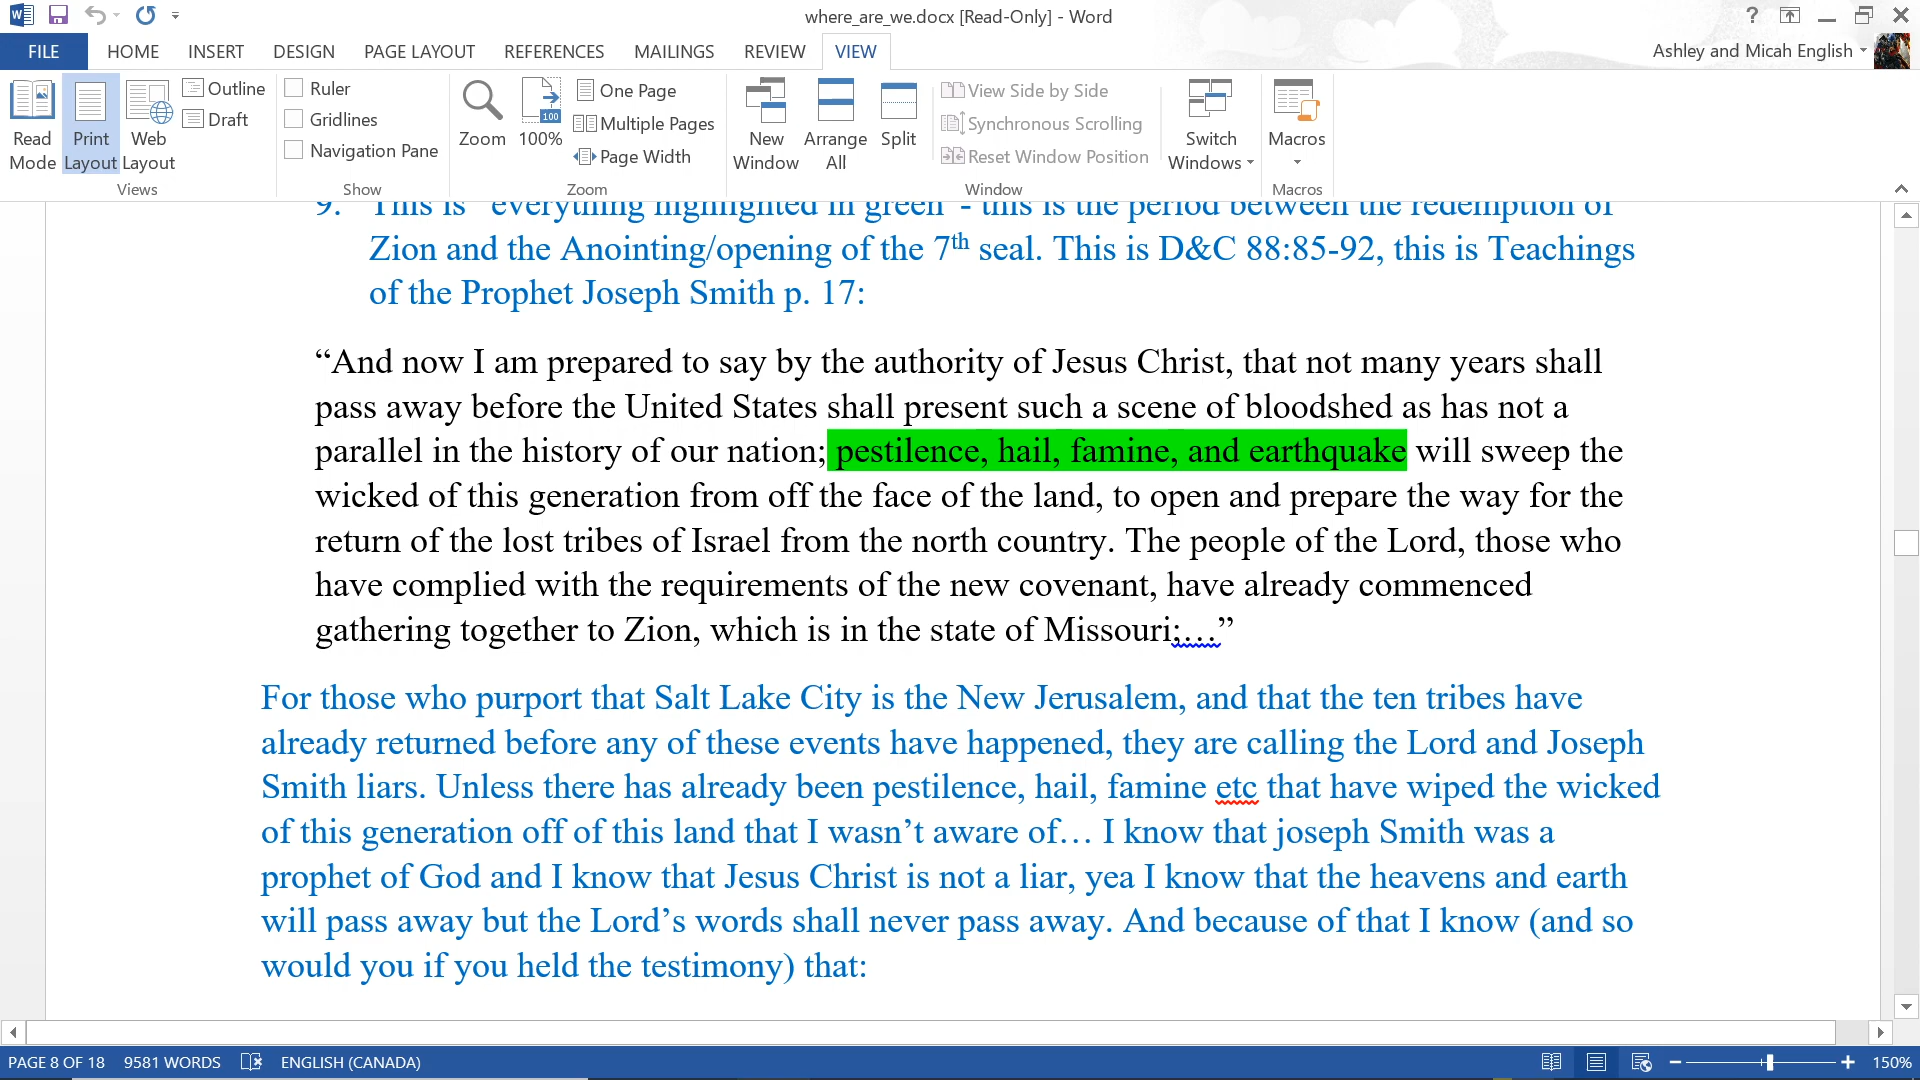 where_are_we.docx [Read-Only] - Word
?
FILE HOME INSERT DESIGN PAGE LAYOUT REFERENCES MAILINGS REVIEW VIEW
Ashley and Micah English
Read Mode
Print Layout
Web Layout
Outline
Draft
Views
Ruler
Gridlines
Navigation Pane
Show
Zoom
100
100%
One Page
Multiple Pages
Page Width
Zoom
New Window
Arrange All
Split
View Side by Side
Synchronous Scrolling
Reset Window Position
Switch Windows
Window
Macros
Macros
9. This is “everything highlighted in green” - this is the period between the redemption of
Zion and the Anointing/opening of the 7th seal. This is D&C 88:85-92, this is Teachings
of the Prophet Joseph Smith p. 17:
“And now I am prepared to say by the authority of Jesus Christ, that not many years shall
pass away before the United States shall present such a scene of bloodshed as has not a
parallel in the history of our nation; pestilence, hail, famine, and earthquake will sweep the
wicked of this generation from off the face of the land, to open and prepare the way for the
return of the lost tribes of Israel from the north country. The people of the Lord, those who
have complied with the requirements of the new covenant, have already commenced
gathering together to Zion, which is in the state of Missouri;…”
For those who purport that Salt Lake City is the New Jerusalem, and that the ten tribes have
already returned before any of these events have happened, they are calling the Lord and Joseph
Smith liars. Unless there has already been pestilence, hail, famine etc that have wiped the wicked
of this generation off of this land that I wasn’t aware of… I know that joseph Smith was a
prophet of God and I know that Jesus Christ is not a liar, yea I know that the heavens and earth
will pass away but the Lord’s words shall never pass away. And because of that I know (and so
would you if you held the testimony) that:
PAGE 8 OF 18 9581 WORDS ENGLISH (CANADA)
150%